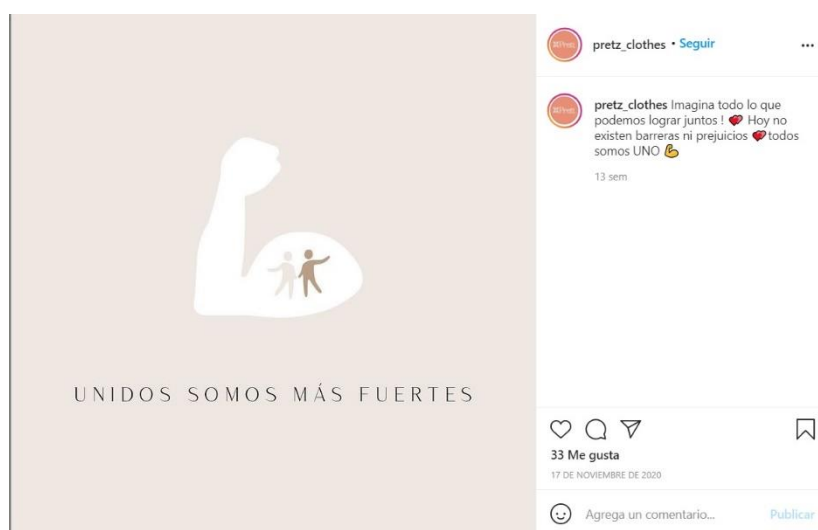 UNIDOS SOMOS MÁS FUERTES
pretz_clothes • Seguir
pretz_clothes Imagina todo lo que
podemos lograr juntos ! 💕 Hoy no
existen barreras ni prejuicios 💕todos
somos UNO 💪
13 sem
33 Me gusta
17 DE NOVIEMBRE DE 2020
Agrega un comentario...
Publicar